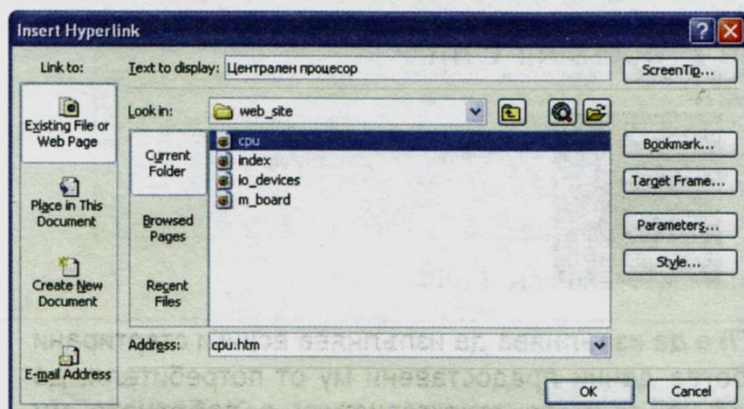 Insert Hyperlink
Link to:
Text to display: Централен процесор
ScreenTip...
Existing File or
Web Page
Look in:
web_site
Current
Folder
cpu
index
io_devices
m_board
Bookmark...
Target Frame...
Place in This
Document
Browsed
Pages
Parameters...
Style...
Create New
Document
Recent
Files
E-mail Address
Address:
cpu.htm
OK
Cancel